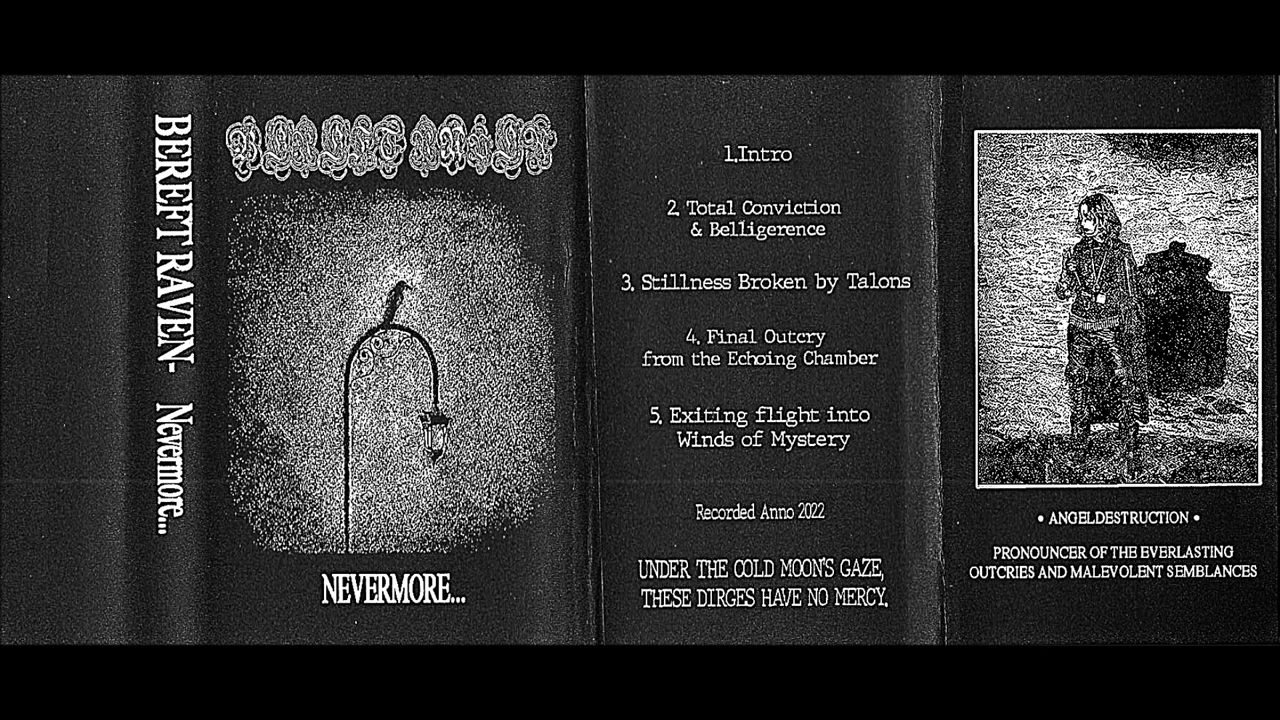 BEREFT RAVEN- Nevermore...
BEREFT RAVEN
NEVERMORE...
1.Intro
2. Total Conviction
& Belligerence
3. Stillness Broken by Talons
4. Final Outcry
from the Echoing Chamber
5. Exiting flight into
Winds of Mystery
Recorded Anno 2022
UNDER THE COLD MOON'S GAZE,
THESE DIRGES HAVE NO MERCY.
• ANGELDESTRUCTION •
PRONOUNCER OF THE EVERLASTING
OUTCRIES AND MALEVOLENT SEMBLANCES